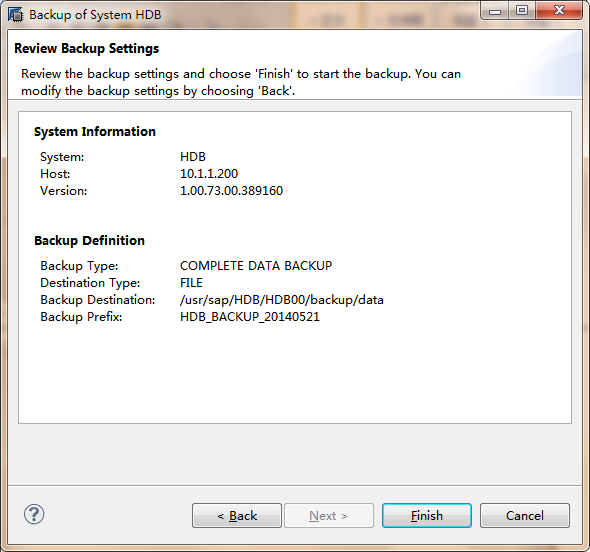 Backup of System HDB
Review Backup Settings
Review the backup settings and choose 'Finish' to start the backup. You can
modify the backup settings by choosing 'Back'.
System Information
System: HDB
Host: 10.1.1.200
Version: 1.00.73.00.389160
Backup Definition
Backup Type: COMPLETE DATA BACKUP
Destination Type: FILE
Backup Destination: /usr/sap/HDB/HDB00/backup/data
Backup Prefix: HDB_BACKUP_20140521
? < Back Next > Finish Cancel